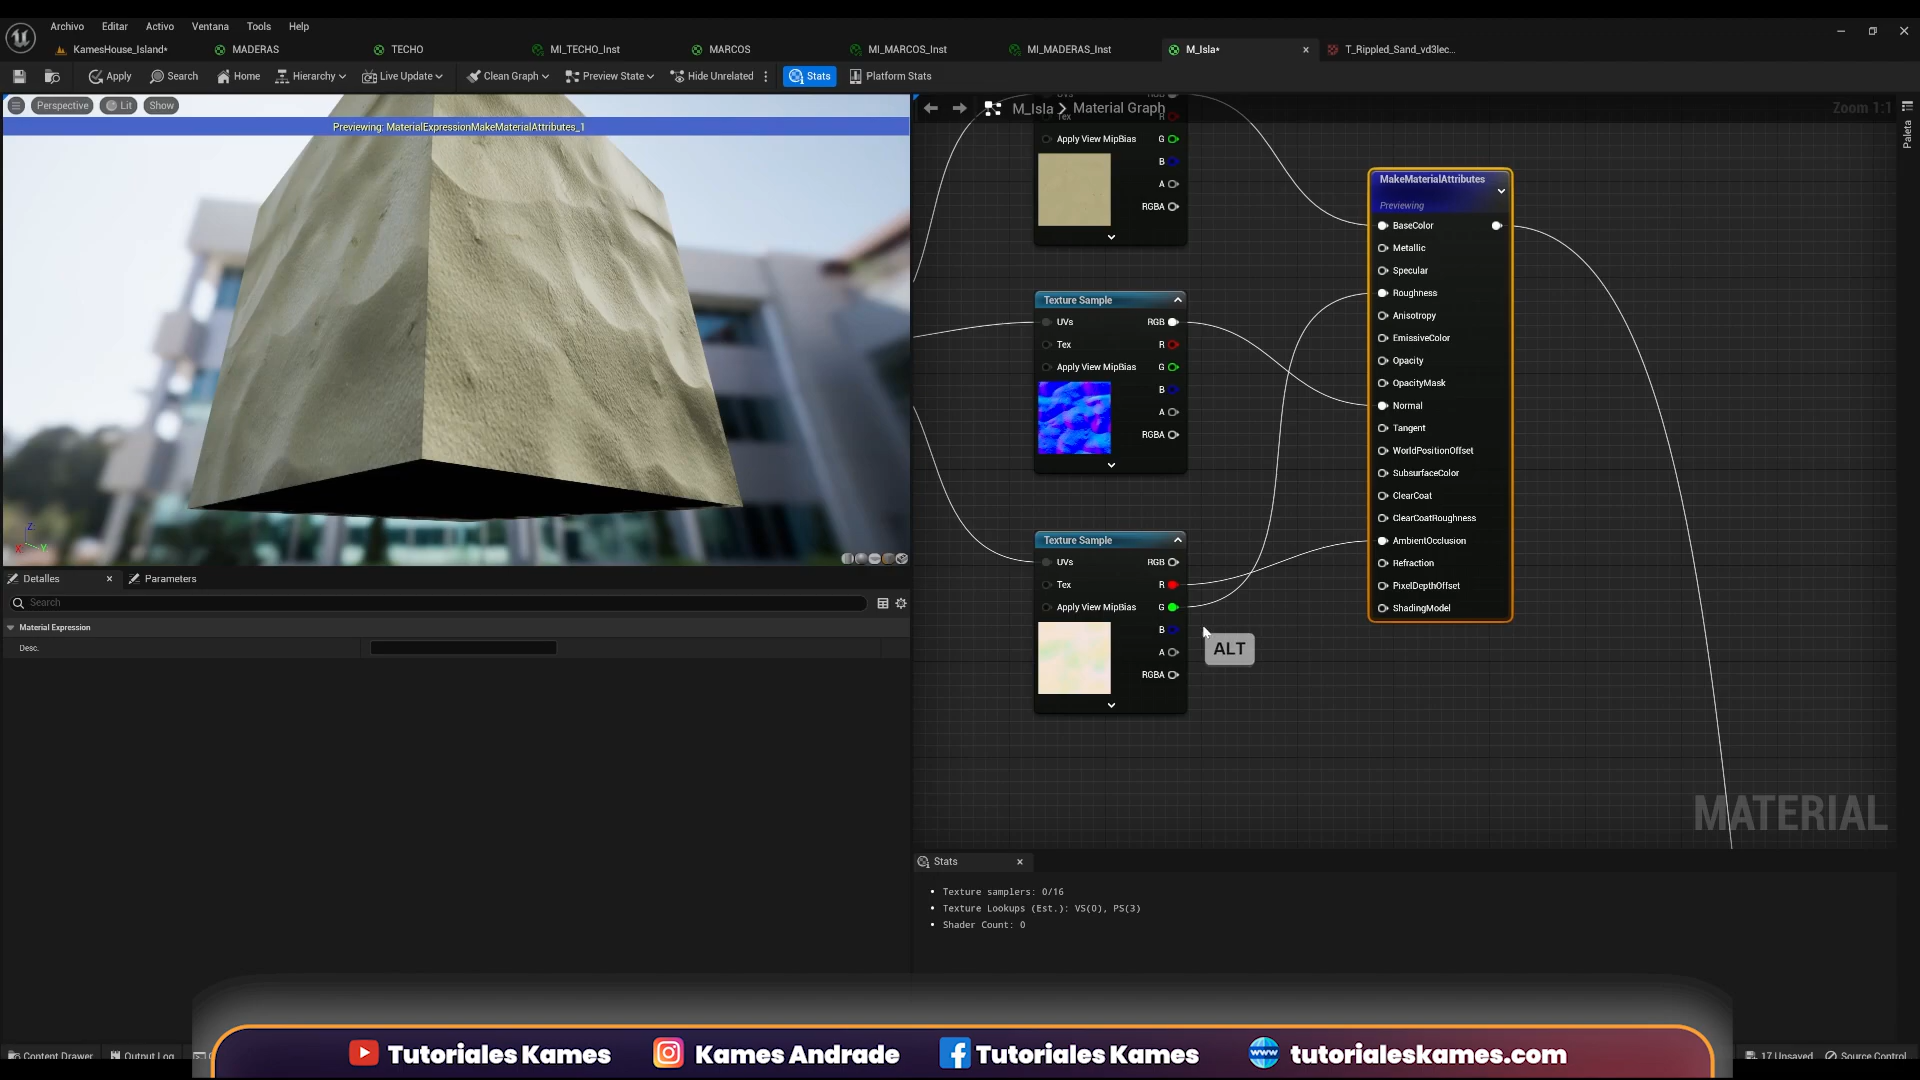 Archivo Editar Activo Ventana Tools Help
KamesHouse_Island* MADERAS TECHO MI_TECHO_Inst MARCOS MI_MARCOS_Inst MI_MADERAS_Inst M_Isla* T_Rippled_Sand_vd3lec...
Apply Search Home Hierarchy Live Update Clean Graph Preview State Hide Unrelated Stats Platform Stats
Perspective Lit Show
Previewing: MaterialExpressionMakeMaterialAttributes_1
Z
X Y
Detalles Parameters
Search
Material Expression
Desc.
M_Isla Material Graph Zoom 1:1
Paleta
UVs RGB
Tex R
Apply View MipBias G
B
A
RGBA
Texture Sample
UVs RGB
Tex R
Apply View MipBias G
B
A
RGBA
Texture Sample
UVs RGB
Tex R
Apply View MipBias G
B
A
RGBA
ALT
MakeMaterialAttributes
Previewing
BaseColor
Metallic
Specular
Roughness
Anisotropy
EmissiveColor
Opacity
OpacityMask
Normal
Tangent
WorldPositionOffset
SubsurfaceColor
ClearCoat
ClearCoatRoughness
AmbientOcclusion
Refraction
PixelDepthOffset
ShadingModel
MATERIAL
Stats
Texture samplers: 0/16
Texture Lookups (Est.): VS(0), PS(3)
Shader Count: 0
Content Drawer Output Log 17 Unsaved Source Control
Tutoriales Kames Kames Andrade Tutoriales Kames www tutorialeskames.com